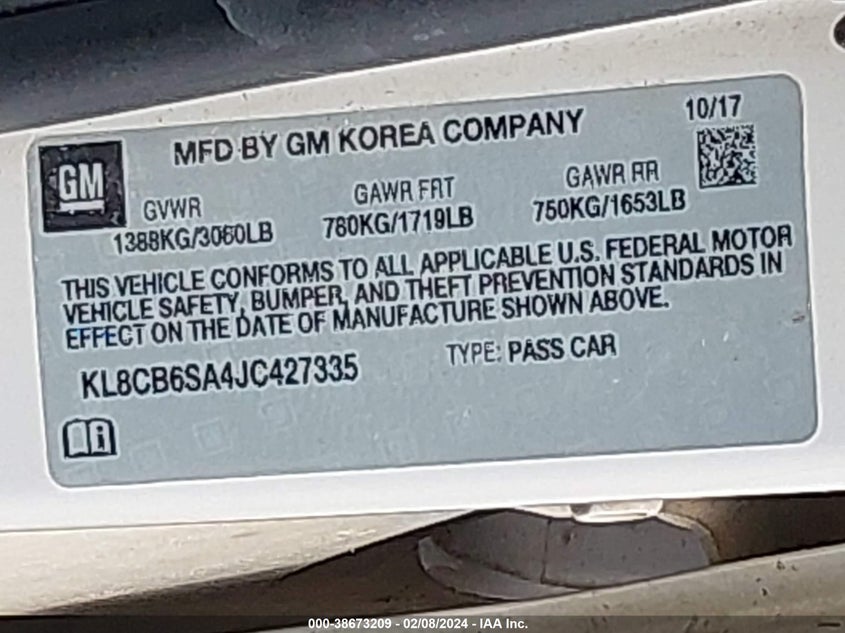 MFD BY GM KOREA COMPANY 10/17
GM
GVWR GAWR FRT GAWR RR
1388KG/3060LB 780KG/1719LB 750KG/1653LB
THIS VEHICLE CONFORMS TO ALL APPLICABLE U.S. FEDERAL MOTOR
VEHICLE SAFETY, BUMPER, AND THEFT PREVENTION STANDARDS IN
EFFECT ON THE DATE OF MANUFACTURE SHOWN ABOVE.
KL8CB6SA4JC427335 TYPE: PASS CAR
i
000-38673209 - 02/08/2024 - IAA Inc.